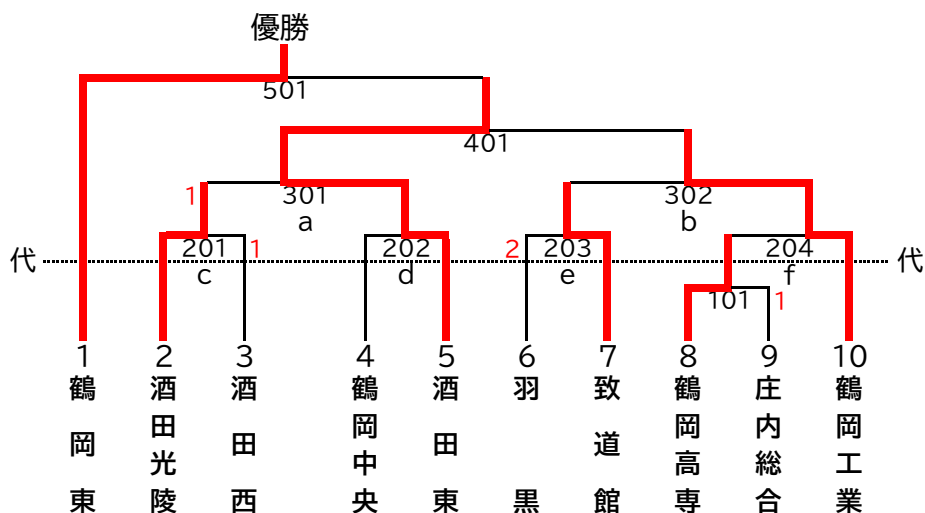 優勝
501
401
1 301 302
a b
201 1 202 2 203 204
代 代
c d e f
101 1
1 2 3 4 5 6 7 8 9 10
鶴岡東
酒田光陵
酒田西
鶴岡中央
酒田東
羽黒
致道館
鶴岡高専
庄内総合
鶴岡工業